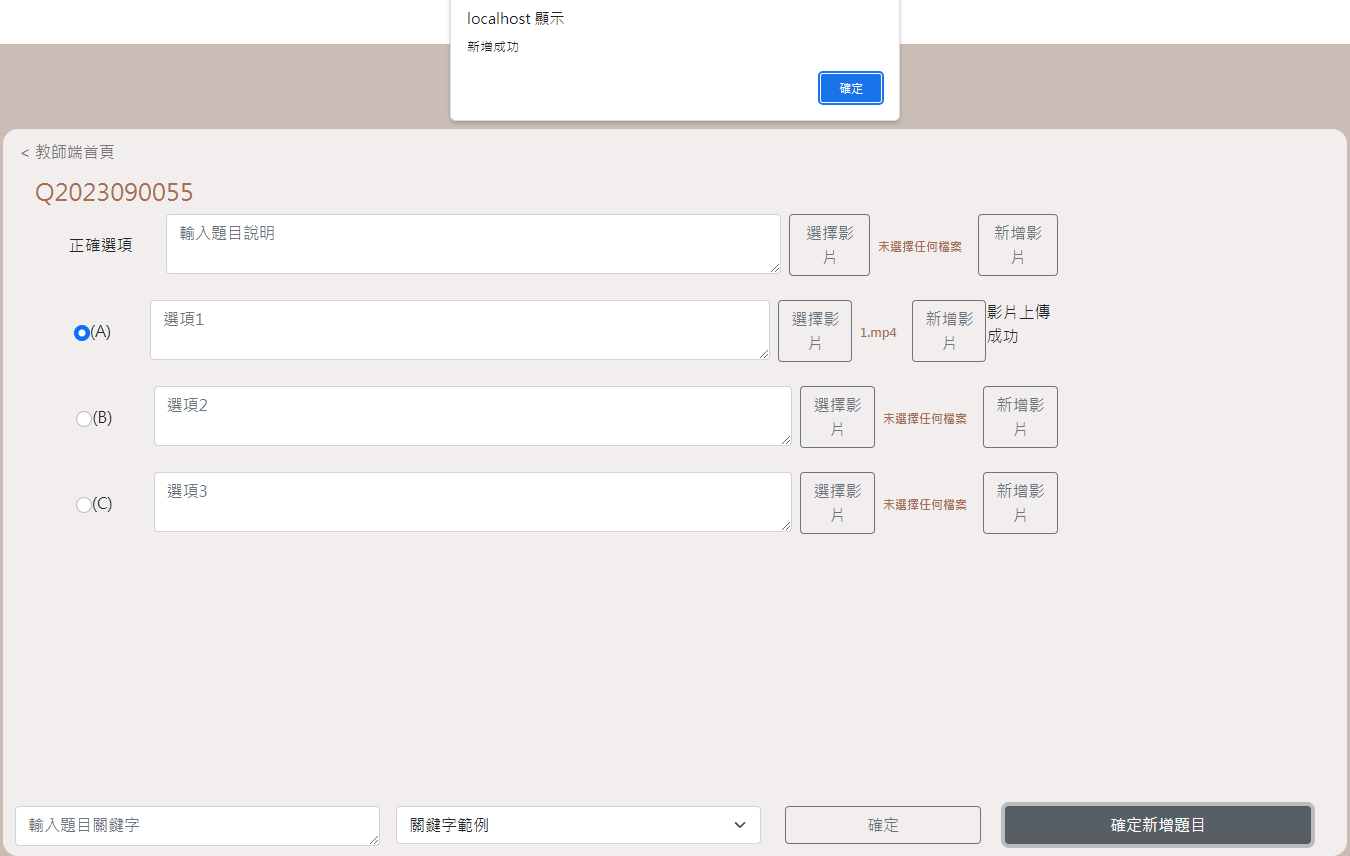 localhost 顯示
新增成功
確定
< 教師端首頁
Q2023090055
正確選項
輸入題目說明
選擇影片
未選擇任何檔案
新增影片
(A)
選項1
選擇影片
1.mp4
新增影片
影片上傳成功
(B)
選項2
選擇影片
未選擇任何檔案
新增影片
(C)
選項3
選擇影片
未選擇任何檔案
新增影片
輸入題目關鍵字
關鍵字範例
確定
確定新增題目